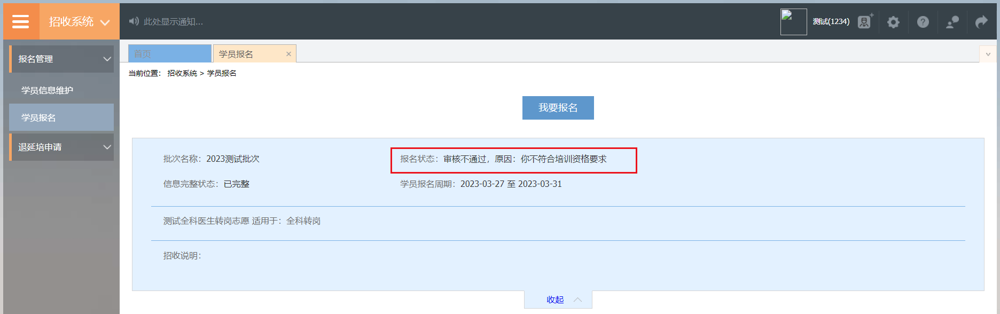 招收系统
此处显示通知...
测试(1234)
报名管理
学员信息维护
学员报名
退延培申请
首页
学员报名
当前位置： 招收系统 > 学员报名
我要报名
批次名称：2023测试批次
报名状态：审核不通过，原因：你不符合培训资格要求
信息完整状态：已完整
学员报名周期：2023-03-27 至 2023-03-31
测试全科医生转岗志愿 适用于：全科转岗
招收说明：
收起